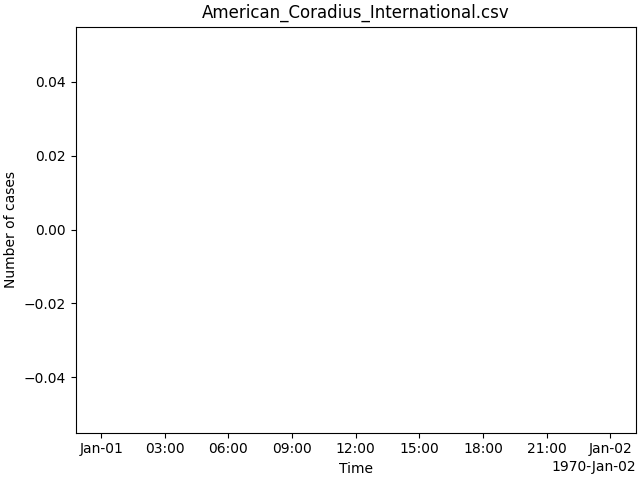 American_Coradius_International.csv
Number of cases
0.04
0.02
0.00
−0.02
−0.04
Jan-01 03:00 06:00 09:00 12:00 15:00 18:00 21:00 Jan-02
1970-Jan-02
Time